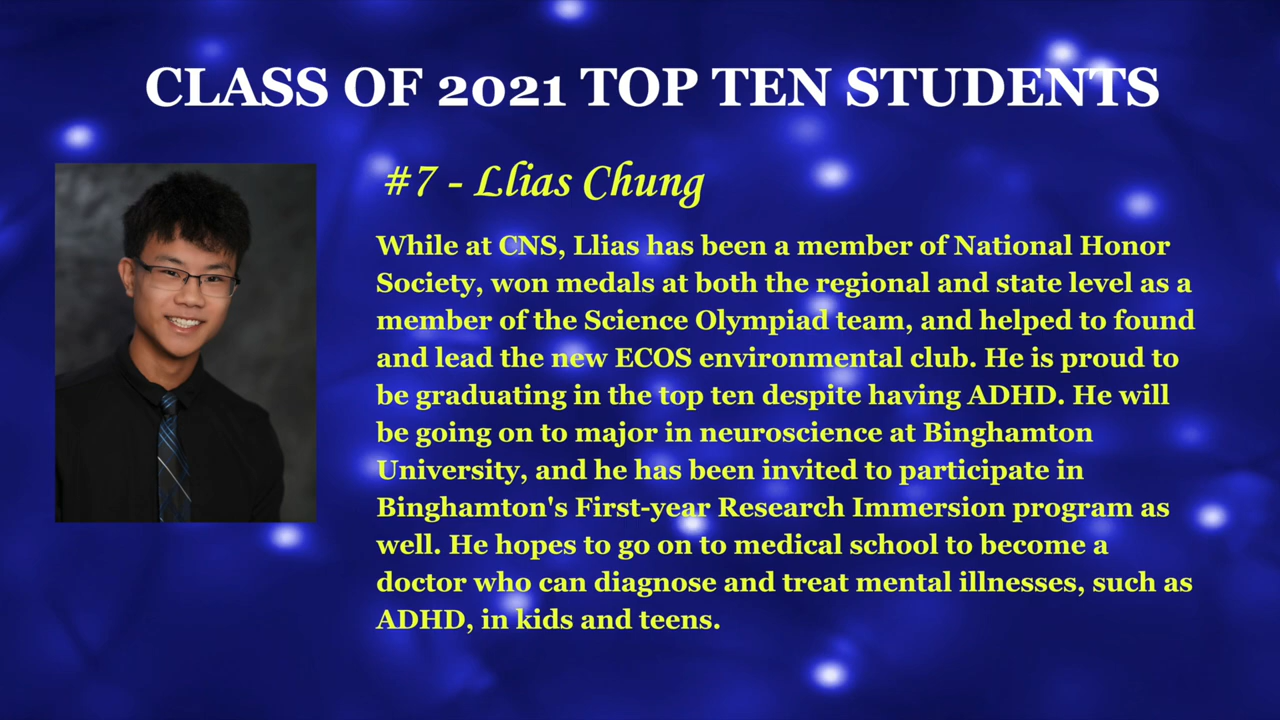 CLASS OF 2021 TOP TEN STUDENTS
#7 - Llias Chung
While at CNS, Llias has been a member of National Honor
Society, won medals at both the regional and state level as a
member of the Science Olympiad team, and helped to found
and lead the new ECOS environmental club. He is proud to
be graduating in the top ten despite having ADHD. He will
be going on to major in neuroscience at Binghamton
University, and he has been invited to participate in
Binghamton's First-year Research Immersion program as
well. He hopes to go on to medical school to become a
doctor who can diagnose and treat mental illnesses, such as
ADHD, in kids and teens.